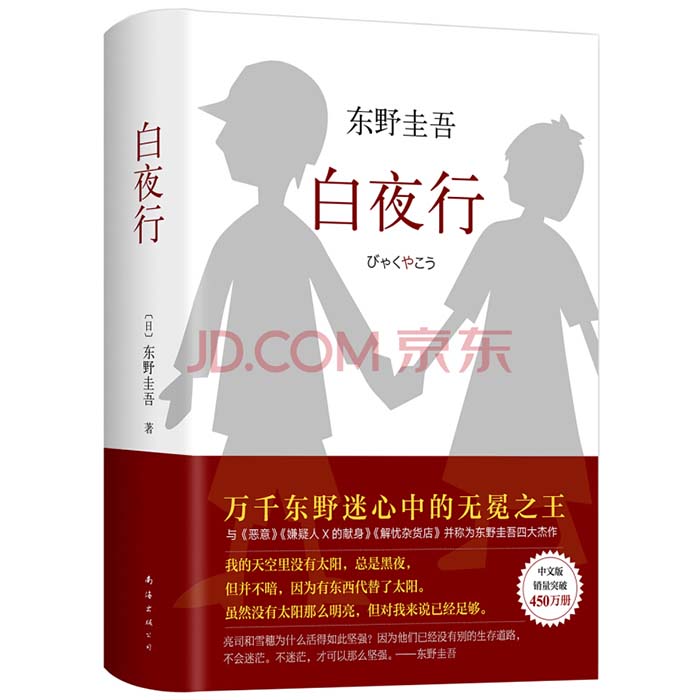 东野圭吾
白夜行
びゃくやこう
白夜行
〔日〕东野圭吾 著
JD.COM 京东
万千东野迷心中的无冕之王
与《恶意》《嫌疑人X的献身》《解忧杂货店》并称为东野圭吾四大杰作
我的天空里没有太阳，总是黑夜，
但并不暗，因为有东西代替了太阳。
虽然没有太阳那么明亮，但对我来说已经足够。
中文版
销量突破
450万册
亮司和雪穗为什么活得如此坚强？因为他们已经没有别的生存道路，
不会迷茫。不迷茫，才可以那么坚强。——东野圭吾
南海出版公司